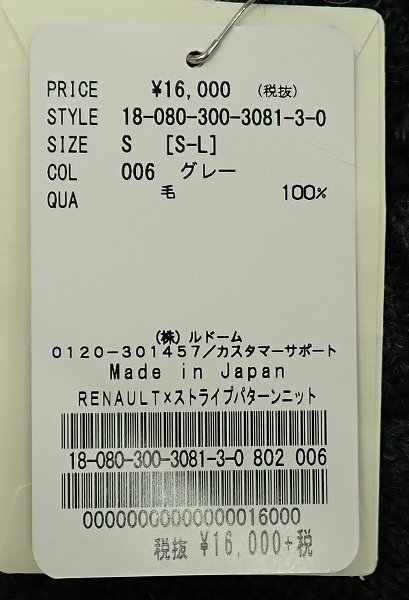 PRICE ¥16,000 (税抜)
STYLE 18-080-300-3081-3-0
SIZE S [S-L]
COL 006 グレー
QUA 毛 100%
(株)ルドーム
0120-301457/カスタマーサポート
Made in Japan
RENAULT×ストライプパターンニット
18-080-300-3081-3-0 802 006
00000000000000016000
税抜 ¥16,000+税